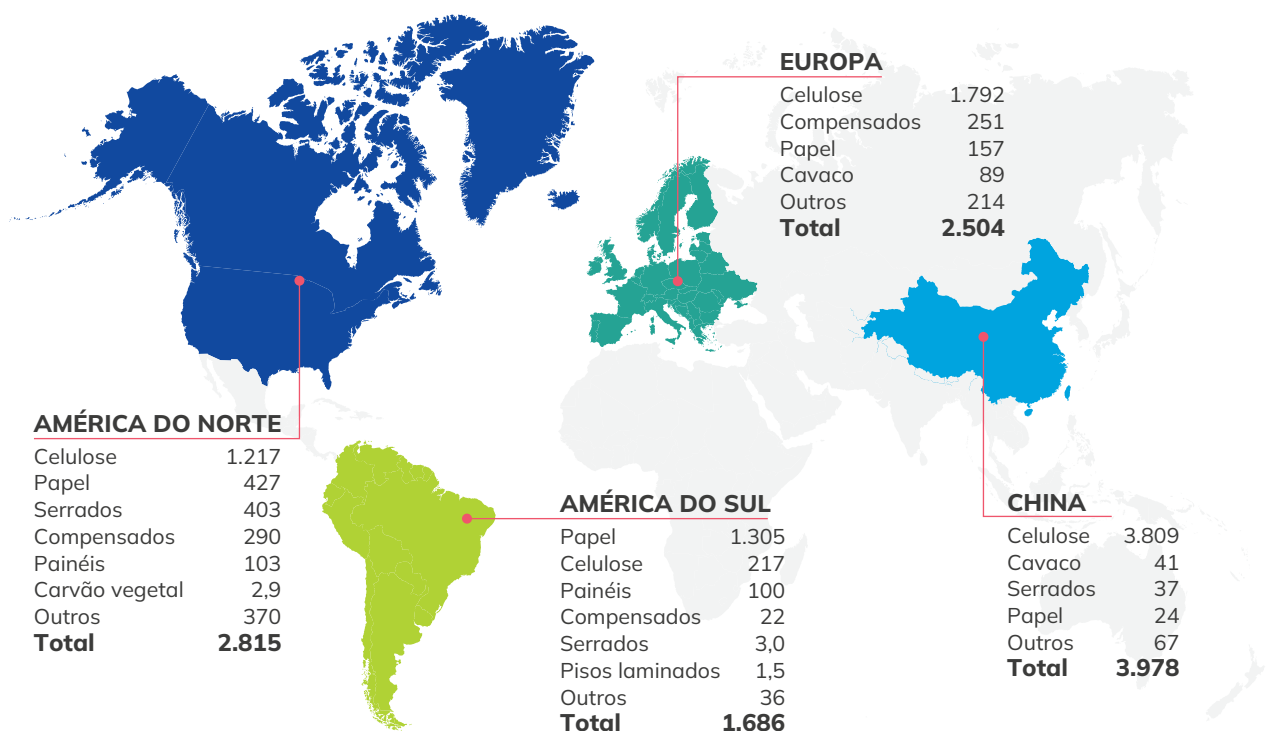 EUROPA
Celulose 1.792
Compensados 251
Papel 157
Cavaco 89
Outros 214
Total 2.504
AMÉRICA DO NORTE
Celulose 1.217
Papel 427
Serrados 403
Compensados 290
Painéis 103
Carvão vegetal 2,9
Outros 370
Total 2.815
AMÉRICA DO SUL
Papel 1.305
Celulose 217
Painéis 100
Compensados 22
Serrados 3,0
Pisos laminados 1,5
Outros 36
Total 1.686
CHINA
Celulose 3.809
Cavaco 41
Serrados 37
Papel 24
Outros 67
Total 3.978